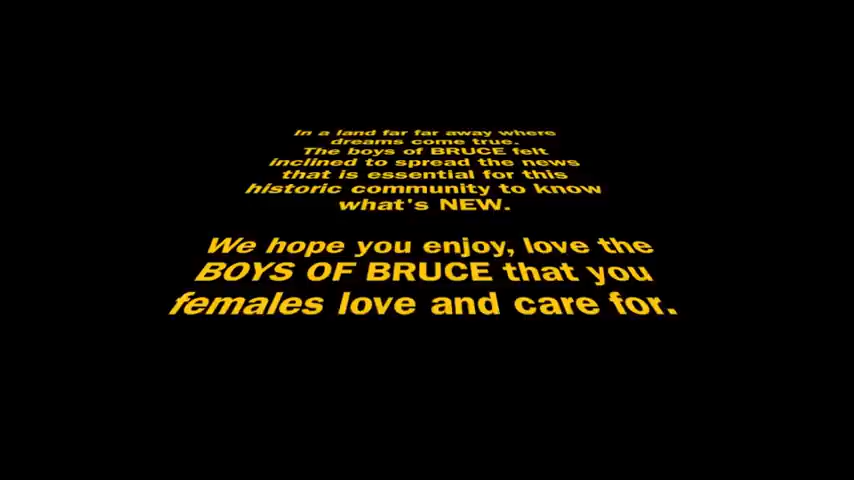 In a land far far away where
dreams come true.
The boys of BRUCE felt
inclined to spread the news
that is essential for this
historic community to know
what's NEW.
We hope you enjoy, love the
BOYS OF BRUCE that you
females love and care for.